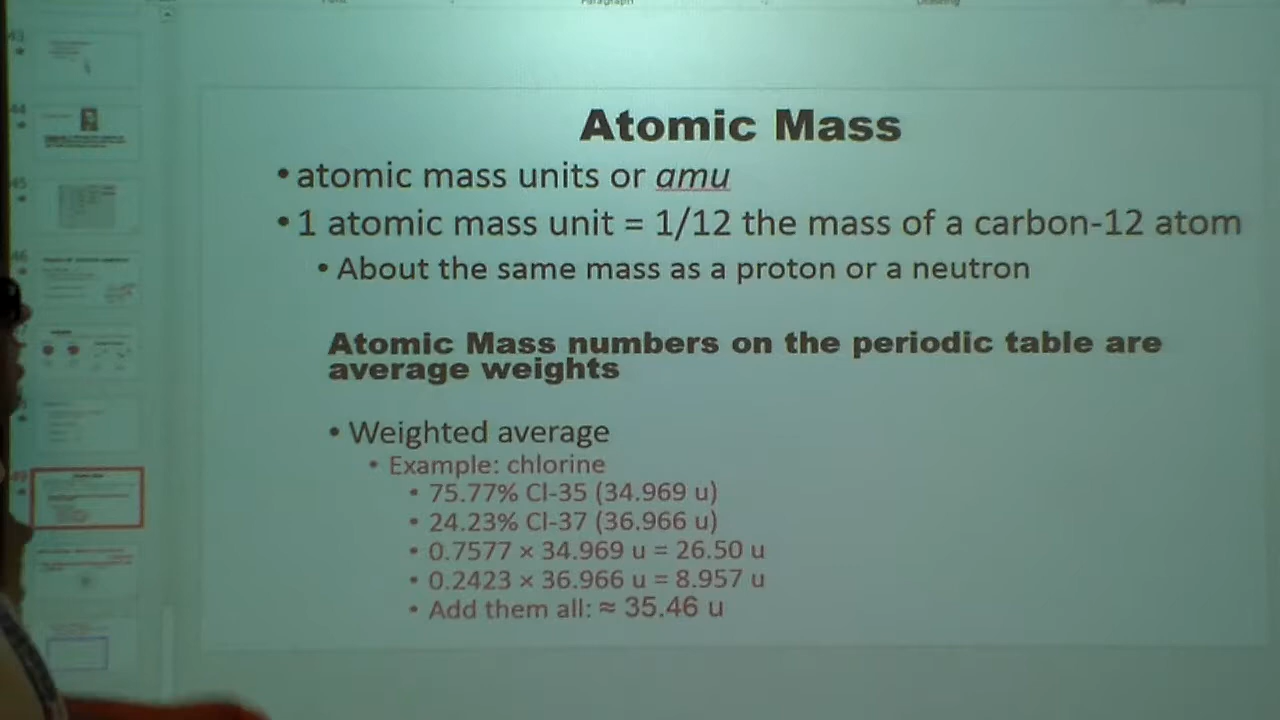 Atomic Mass
• atomic mass units or amu
• 1 atomic mass unit = 1/12 the mass of a carbon-12 atom
• About the same mass as a proton or a neutron
Atomic Mass numbers on the periodic table are
average weights
• Weighted average
• Example: chlorine
• 75.77% Cl-35 (34.969 u)
• 24.23% Cl-37 (36.966 u)
• 0.7577 × 34.969 u = 26.50 u
• 0.2423 × 36.966 u = 8.957 u
• Add them all: ≈ 35.46 u
44